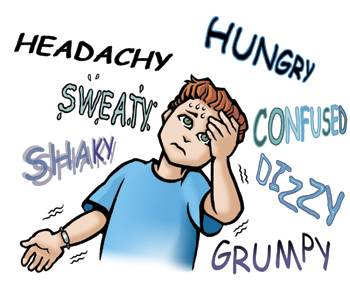 HEADACHY
HUNGRY
SWEATY
CONFUSED
SHAKY
DIZZY
GRUMPY